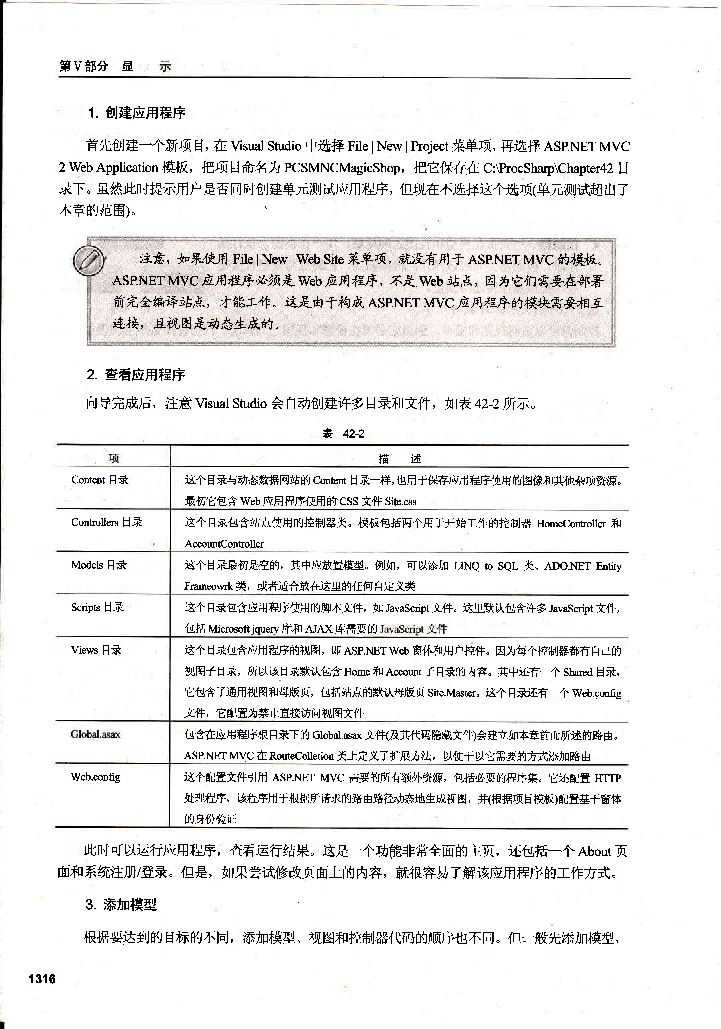 第 V 部分 显 示
1. 创建应用程序
首先创建一个新项目,在 Visual Studio 中选择 File | New | Project 菜单项,再选择 ASP.NET MVC
2 Web Application 模板,把项目命名为 PCSMNCMagicShop,把它保存在 C:\ProcSharp\Chapter42 目
录下。虽然此时提示用户是否同时创建单元测试应用程序,但现在不选择这个选项(单元测试超出了
本章的范围)。
注意,如果使用 File | New Web Site 菜单项,就没有用于 ASP.NET MVC 的模板。
ASP.NET MVC 应用程序必须是 Web 应用程序,不是 Web 站点,因为它们需要在部署
前完全编译站点,才能工作。这是由于构成 ASP.NET MVC 应用程序的模块需要相互
连接,且视图是动态生成的。
2. 查看应用程序
向导完成后,注意 Visual Studio 会自动创建许多目录和文件,如表 42-2 所示。
表 42-2
项 描 述
Content 目录 这个目录与动态数据网站的 Content 目录一样,也用于保存应用程序使用的图像和其他杂项资源。
最初它包含 Web 应用程序使用的 CSS 文件 Site.css
Controllers 目录 这个目录包含站点使用的控制器类。模板包括两个用于开始工作的控制器 HomeController 和
AccountController
Models 目录 这个目录最初是空的,其中应放置模型。例如,可以添加 LINQ to SQL 类、ADO.NET Entity
Frameowrk 类,或者适合放在这里的任何自定义类
Scripts 目录 这个目录包含应用程序使用的脚本文件,如 JavaScript 文件。这里默认包含许多 JavaScript 文件,
包括 Microsoft jquery 库和 AJAX 库需要的 JavaScript 文件
Views 目录 这个目录包含应用程序的视图,即 ASP.NET Web 窗体和用户控件。因为每个控制器都有自己的
视图子目录,所以该目录默认包含 Home 和 Account 子目录的内容。其中还有一个 Shared 目录,
它包含了通用视图和母版页,包括站点的默认母版页 Site.Master。这个目录还有一个 Web.config
文件,它配置为禁止直接访问视图文件
Global.asax 包含在应用程序根目录下的 Global.asax 文件(及其代码隐藏文件)会建立如本章前面所述的路由。
ASP.NET MVC 在 RouteColletion 类上定义了扩展方法,以便于以它需要的方式添加路由
Web.config 这个配置文件引用 ASP.NET MVC 需要的所有额外资源,包括必要的程序集。它还配置 HTTP
处理程序、该程序用于根据所请求的路由路径动态地生成视图,并(根据项目模板)配置基于窗体
的身份验证
此时可以运行应用程序,查看运行结果。这是一个功能非常全面的主页,还包括一个 About 页
面和系统注册/登录。但是,如果尝试修改页面上的内容,就很容易了解该应用程序的工作方式。
3. 添加模型
根据要达到的目标的不同,添加模型、视图和控制器代码的顺序也不同。但一般先添加模型,
1316